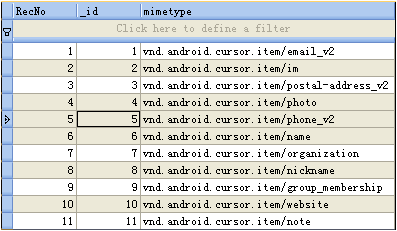 RecNo _id mimetype
Click here to define a filter
1 1 vnd.android.cursor.item/email_v2
2 2 vnd.android.cursor.item/im
3 3 vnd.android.cursor.item/postal-address_v2
4 4 vnd.android.cursor.item/photo
5 5 vnd.android.cursor.item/phone_v2
6 6 vnd.android.cursor.item/name
7 7 vnd.android.cursor.item/organization
8 8 vnd.android.cursor.item/nickname
9 9 vnd.android.cursor.item/group_membership
10 10 vnd.android.cursor.item/website
11 11 vnd.android.cursor.item/note